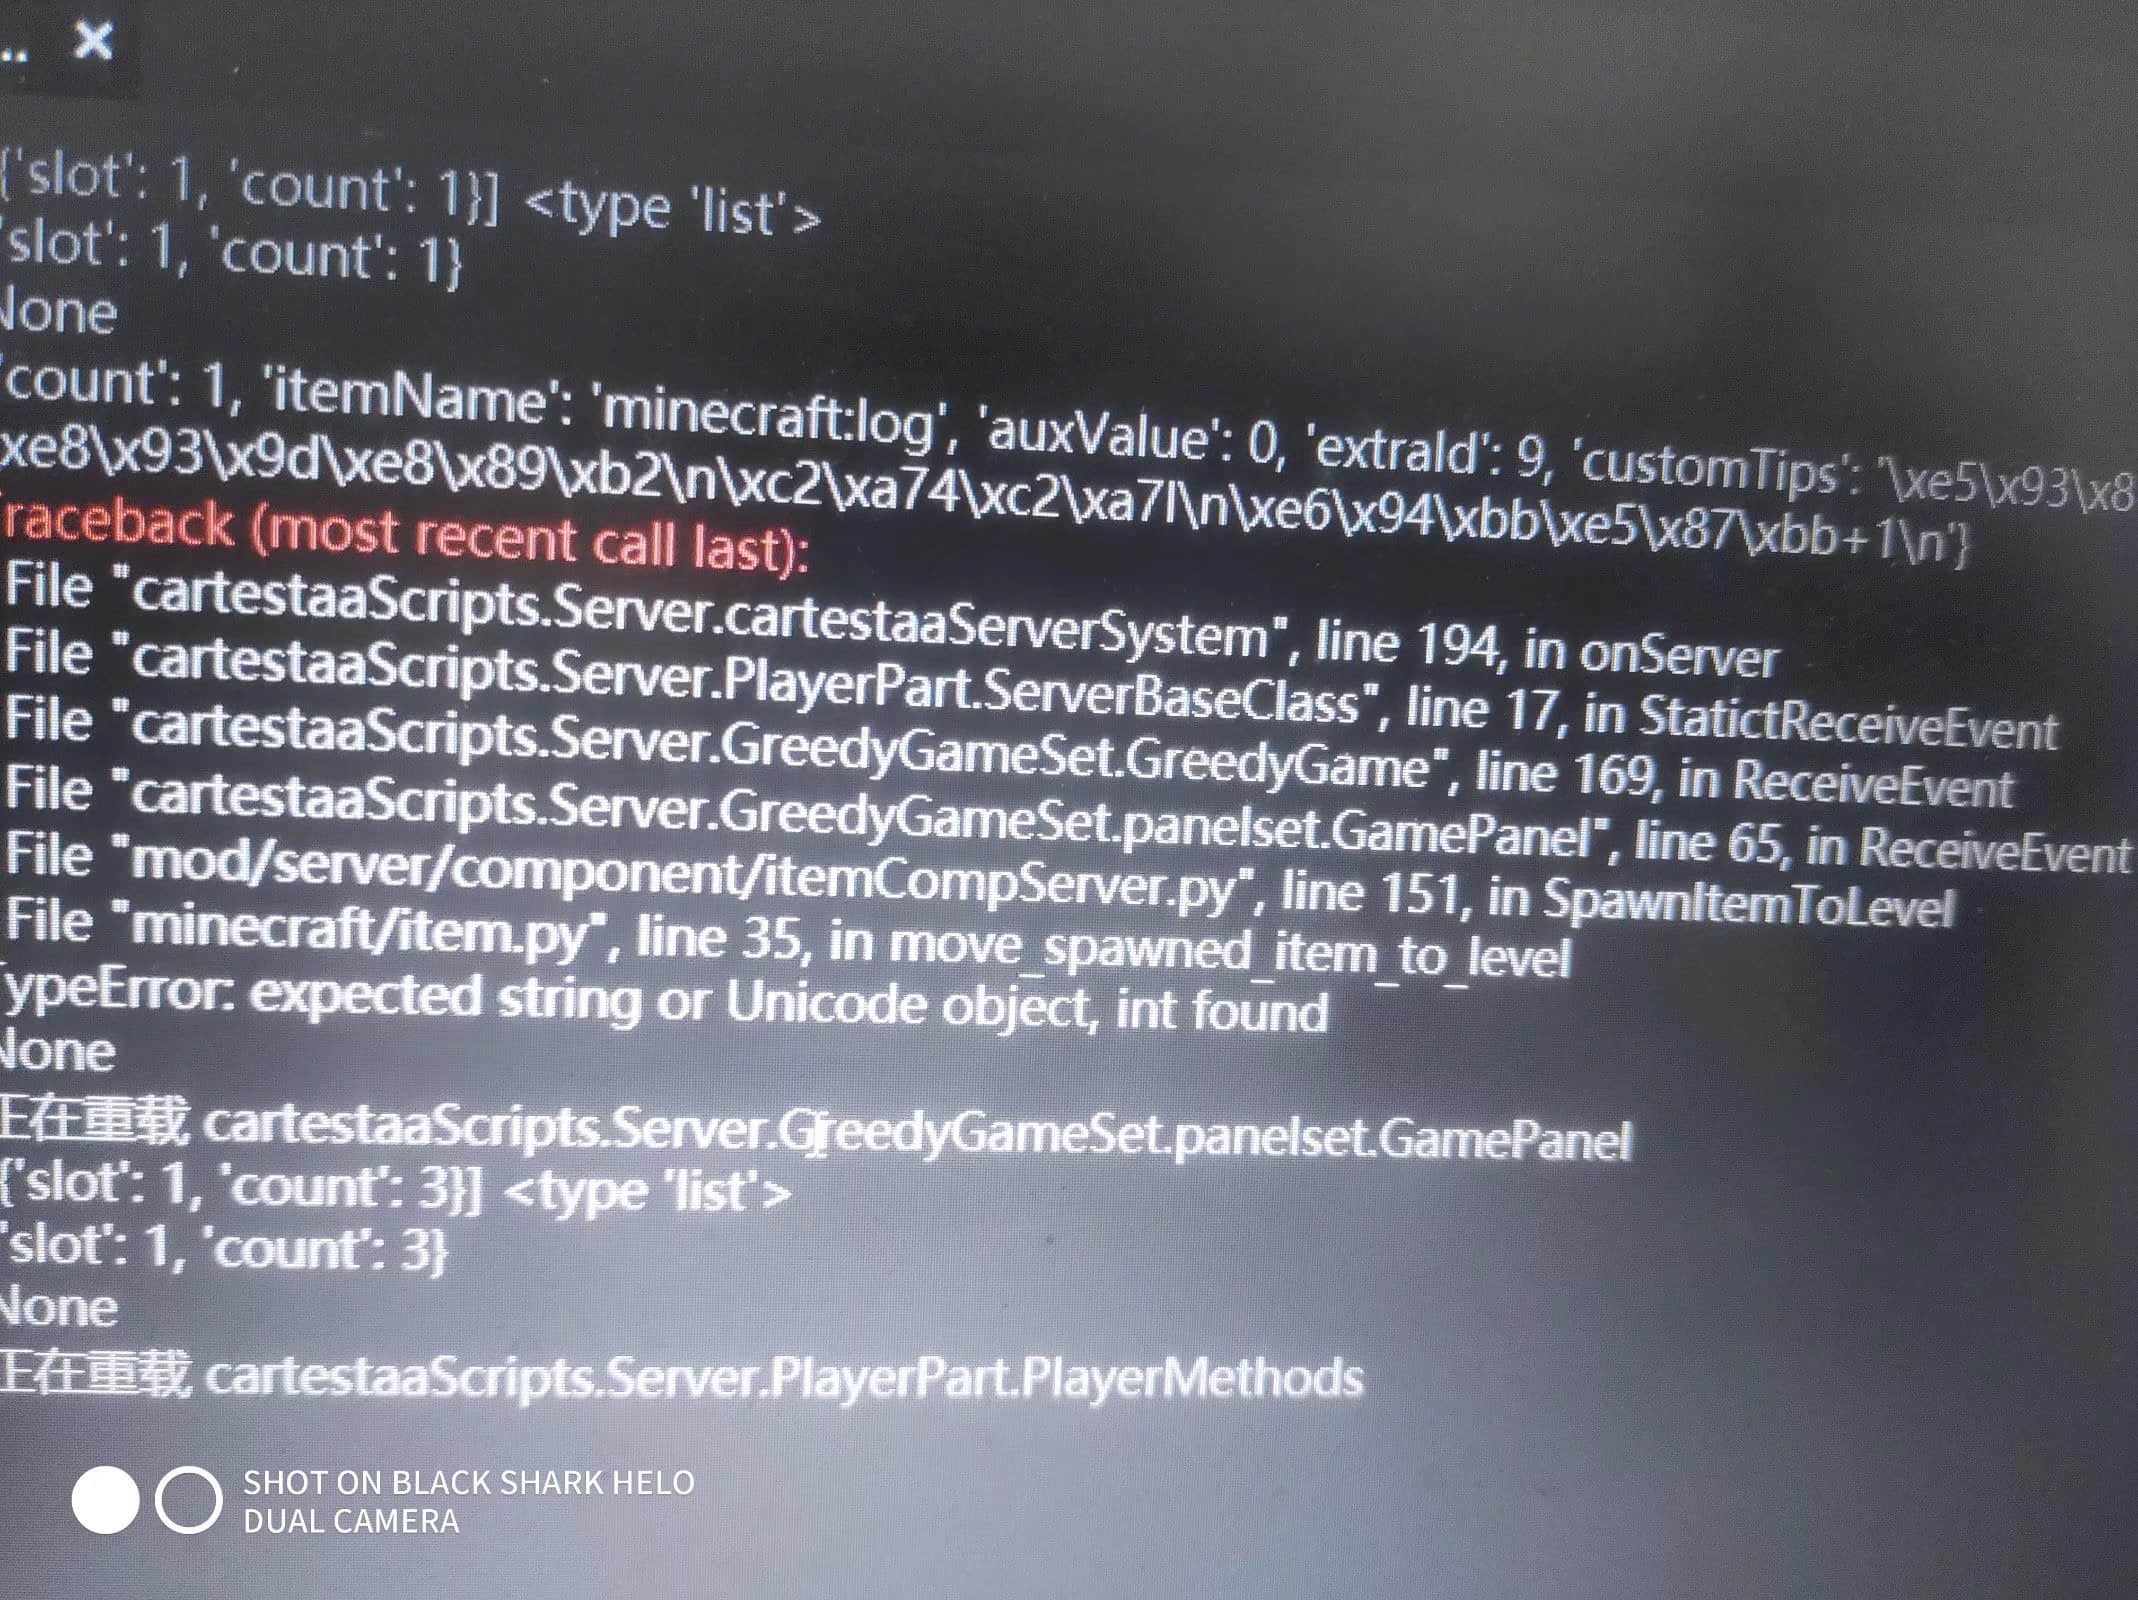 .. ×
{'slot': 1, 'count': 1}] <type 'list'>
'slot': 1, 'count': 1}
None
'count': 1, 'itemName': 'minecraft:log', 'auxValue': 0, 'extraId': 9, 'customTips': '\xe5\x93\x8
xe8\x93\x9d\xe8\x89\xb2\n\xc2\xa74\xc2\xa7l\n\xe6\x94\xbb\xe5\x87\xbb+1\n'}
raceback (most recent call last):
File "cartestaaScripts.Server.cartestaaServerSystem", line 194, in onServer
File "cartestaaScripts.Server.PlayerPart.ServerBaseClass", line 17, in StatictReceiveEvent
File "cartestaaScripts.Server.GreedyGameSet.GreedyGame", line 169, in ReceiveEvent
File "cartestaaScripts.Server.GreedyGameSet.panelset.GamePanel", line 65, in ReceiveEvent
File "mod/server/component/itemCompServer.py", line 151, in SpawnItemToLevel
File "minecraft/item.py", line 35, in move_spawned_item_to_level
ypeError: expected string or Unicode object, int found
None
正在重载 cartestaaScripts.Server.GreedyGameSet.panelset.GamePanel
{'slot': 1, 'count': 3}] <type 'list'>
'slot': 1, 'count': 3}
None
正在重载 cartestaaScripts.Server.PlayerPart.PlayerMethods
SHOT ON BLACK SHARK HELO
DUAL CAMERA